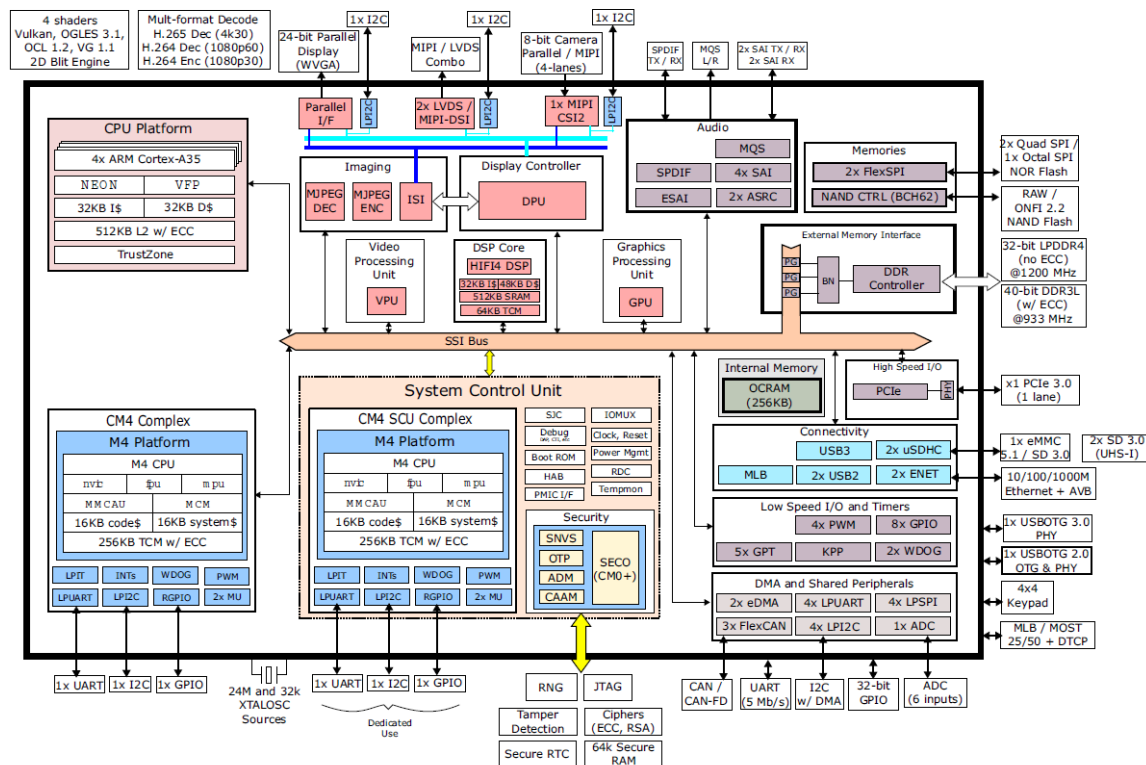 4 shaders
Vulkan, OGLES 3.1,
OCL 1.2, VG 1.1
2D Blit Engine
Mult-format Decode
H.265 Dec (4k30)
H.264 Dec (1080p60)
H.264 Enc (1080p30)
24-bit Parallel
Display
(WVGA)
1x I2C
MIPI / LVDS
Combo
1x I2C
8-bit Camera
Parallel / MIPI
(4-lanes)
1x I2C
SPDIF
TX / RX
MQS
L/R
2x SAI TX / RX
2x SAI RX
Parallel
I/F
LPI2C
2x LVDS /
MIPI-DSI
LPI2C
1x MIPI
CSI2
LPI2C
CPU Platform
4x ARM Cortex-A35
NEON
VFP
32KB I$
32KB D$
512KB L2 w/ ECC
TrustZone
Imaging
MJPEG
DEC
MJPEG
ENC
ISI
Display Controller
DPU
Audio
MQS
SPDIF
4x SAI
ESAI
2x ASRC
Memories
2x FlexSPI
NAND CTRL (BCH62)
2x Quad SPI /
1x Octal SPI
NOR Flash
RAW /
ONFI 2.2
NAND Flash
Video
Processing
Unit
VPU
DSP Core
HIFI4 DSP
32KB I$
48KB D$
512KB SRAM
64KB TCM
Graphics
Processing
Unit
GPU
External Memory Interface
PG
PG
PG
BN
DDR
Controller
32-bit LPDDR4
(no ECC)
@1200 MHz
40-bit DDR3L
(w/ ECC)
@933 MHz
SSI Bus
Internal Memory
OCRAM
(256KB)
High Speed I/O
PCIe
PHY
x1 PCIe 3.0
(1 lane)
CM4 Complex
M4 Platform
M4 CPU
nvic
fpu
mpu
MMCAU
MCM
16KB code$
16KB system$
256KB TCM w/ ECC
LPIT
INTs
WDOG
PWM
LPUART
LPI2C
RGPIO
2x MU
System Control Unit
CM4 SCU Complex
M4 Platform
M4 CPU
nvic
fpu
mpu
MMCAU
MCM
16KB code$
16KB system$
256KB TCM w/ ECC
LPIT
INTs
WDOG
PWM
LPUART
LPI2C
RGPIO
2x MU
SJC
IOMUX
Debug
DAP, CTI, etc
Clock, Reset
Boot ROM
Power Mgmt
HAB
RDC
PMIC I/F
Tempmon
Security
SNVS
OTP
ADM
CAAM
SECO
(CM0+)
Connectivity
USB3
2x uSDHC
MLB
2x USB2
2x ENET
1x eMMC
5.1 / SD 3.0
2x SD 3.0
(UHS-I)
10/100/1000M
Ethernet + AVB
Low Speed I/O and Timers
4x PWM
8x GPIO
5x GPT
KPP
2x WDOG
1x USBOTG 3.0
PHY
1x USBOTG 2.0
OTG & PHY
DMA and Shared Peripherals
2x eDMA
4x LPUART
4x LPSPI
3x FlexCAN
4x LPI2C
1x ADC
4x4
Keypad
MLB / MOST
25/50 + DTCP
1x UART
1x I2C
1x GPIO
24M and 32k
XTALOSC
Sources
1x UART
1x I2C
1x GPIO
Dedicated
Use
RNG
JTAG
Tamper
Detection
Ciphers
(ECC, RSA)
Secure RTC
64k Secure
RAM
CAN /
CAN-FD
UART
(5 Mb/s)
I2C
w/ DMA
32-bit
GPIO
ADC
(6 inputs)